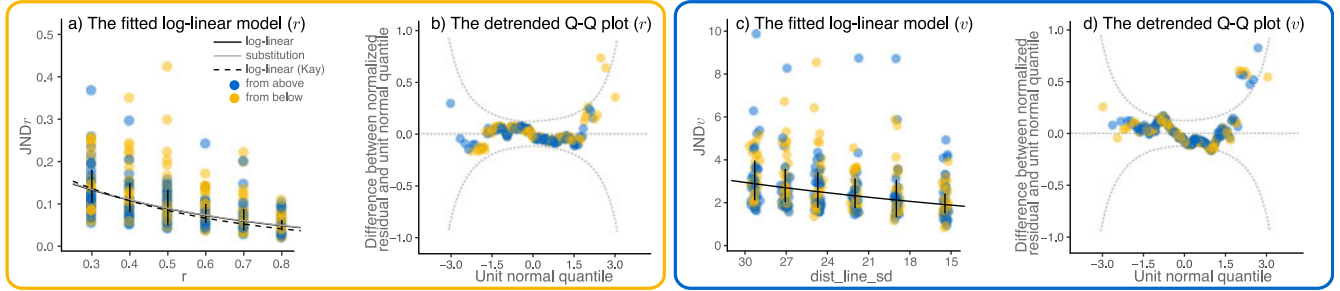 a) The fitted log-linear model (r)
0.5
0.4
0.3
0.2
0.1
0.0
JNDr
log-linear
substitution
log-linear (Kay)
from above
from below
0.3 0.4 0.5 0.6 0.7 0.8
r
b) The detrended Q-Q plot (r)
Difference between normalized
residual and unit normal quantile
1.0
0.5
0.0
−0.5
−1.0
−3.0 −1.5 0.0 1.5 3.0
Unit normal quantile
c) The fitted log-linear model (v)
10
8
6
4
2
0
JNDv
30 27 24 21 18 15
dist_line_sd
d) The detrended Q-Q plot (v)
Difference between normalized
residual and unit normal quantile
1.0
0.5
0.0
−0.5
−1.0
−3.0 −1.5 0.0 1.5 3.0
Unit normal quantile